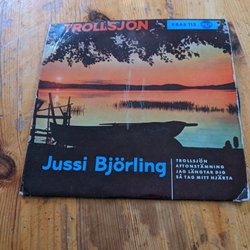 TROLLSJÖN
Jussi Björling
TROLLSJÖN
AFTONSTÄMNING
JAG LÄNGTAR DIG
SÅ TAG MITT HJÄRTA